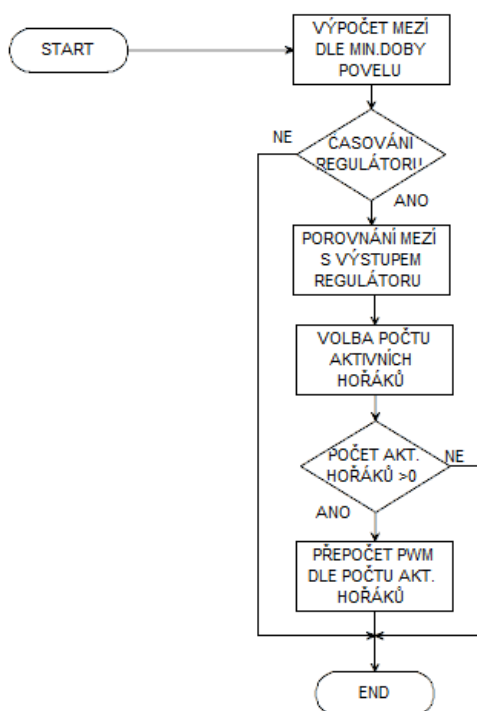 START
VÝPOČET MEZÍ
DLE MIN.DOBY
POVELU
NE
ČASOVÁNÍ
REGULÁTORU
ANO
POROVNÁNÍ MEZÍ
S VÝSTUPEM
REGULÁTORU
VOLBA POČTU
AKTIVNÍCH
HOŘÁKŮ
POČET AKT.
HOŘÁKŮ >0
NE
ANO
PŘEPOČET PWM
DLE POČTU AKT.
HOŘÁKŮ
END